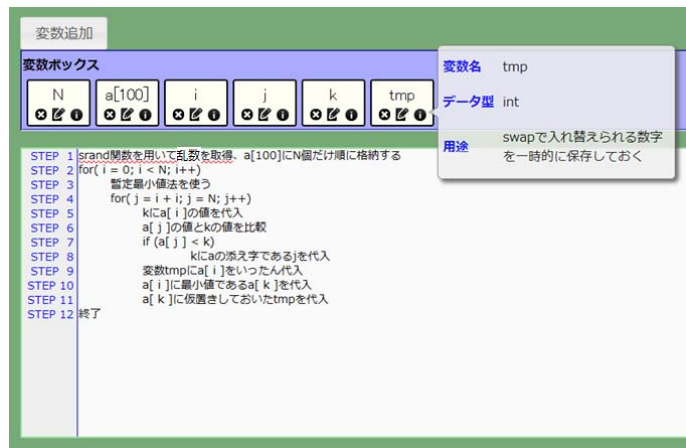 変数追加
変数ボックス
N
a[100]
i
j
k
tmp
変数名 tmp
データ型 int
用途 swapで入れ替えられる数字
を一時的に保存しておく
STEP 1 srand関数を用いて乱数を取得、a[100]にN個だけ順に格納する
STEP 2 for( i = 0; i < N; i++)
STEP 3 暫定最小値法を使う
STEP 4 for( j = i + i; j = N; j++)
STEP 5 kにa[ i ]の値を代入
STEP 6 a[ j ]の値とkの値を比較
STEP 7 if (a[ j ] < k)
STEP 8 kにaの添え字であるjを代入
STEP 9 変数tmpにa[ i ]をいったん代入
STEP 10 a[ i ]に最小値であるa[ k ]を代入
STEP 11 a[ k ]に仮置きしておいたtmpを代入
STEP 12 終了